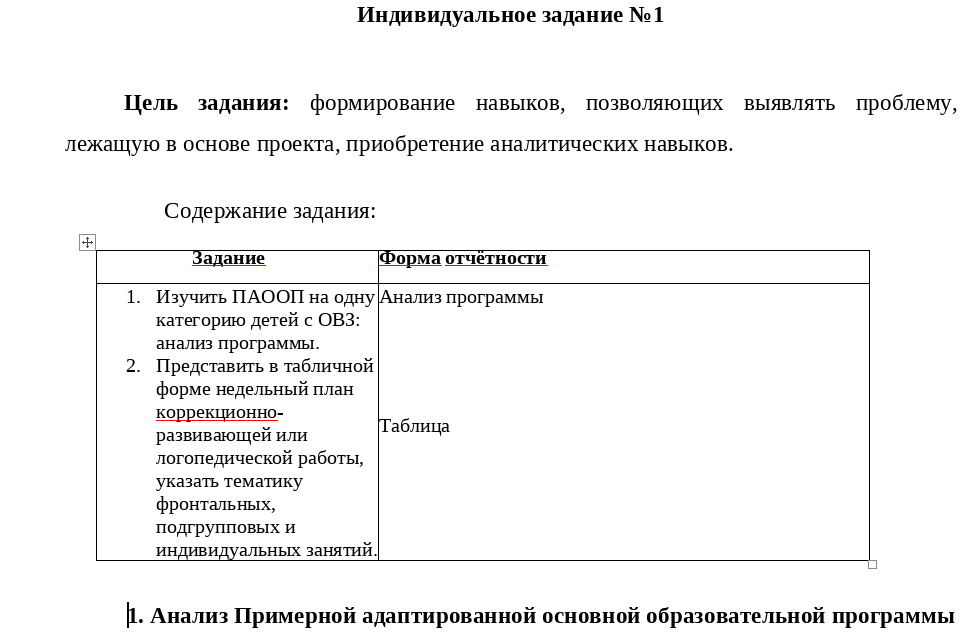 Индивидуальное задание №1
Цель задания: формирование навыков, позволяющих выявлять проблему,
лежащую в основе проекта, приобретение аналитических навыков.
Содержание задания:
Задание
Форма отчётности
1. Изучить ПАООП на одну
категорию детей с ОВЗ:
анализ программы.
2. Представить в табличной
форме недельный план
коррекционно-
развивающей или
логопедической работы,
указать тематику
фронтальных,
подгрупповых и
индивидуальных занятий.
Анализ программы
Таблица
1. Анализ Примерной адаптированной основной образовательной программы